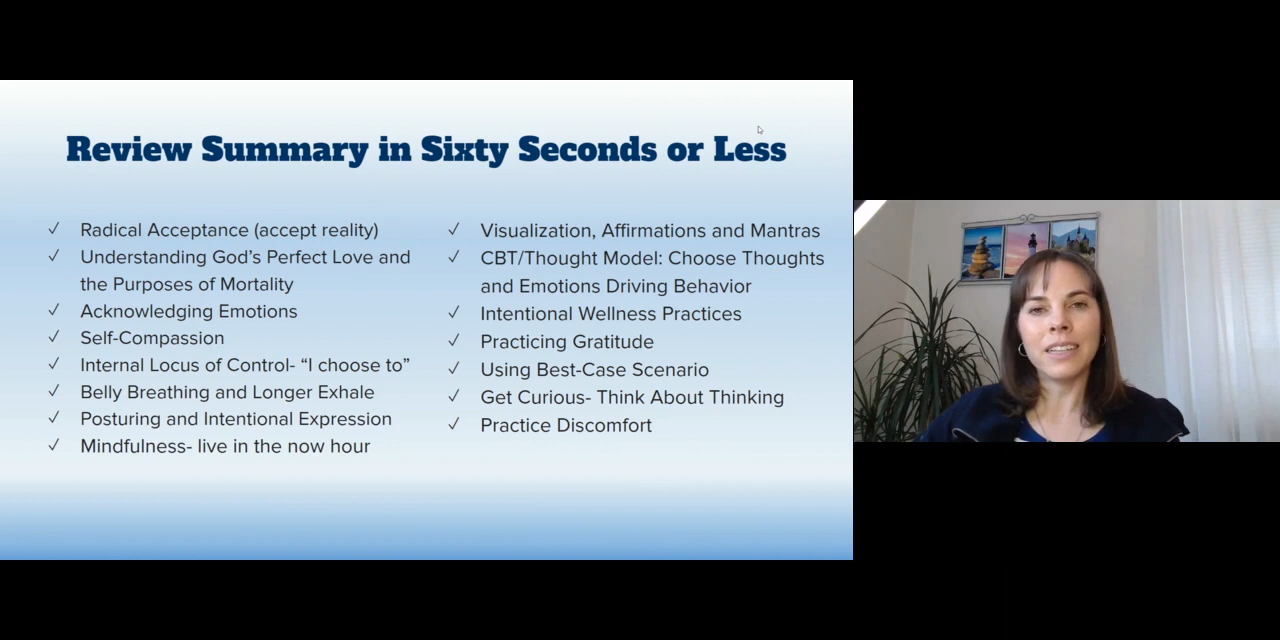 Review Summary in Sixty Seconds or Less
✓ Radical Acceptance (accept reality)
✓ Understanding God's Perfect Love and
the Purposes of Mortality
✓ Acknowledging Emotions
✓ Self-Compassion
✓ Internal Locus of Control- “I choose to”
✓ Belly Breathing and Longer Exhale
✓ Posturing and Intentional Expression
✓ Mindfulness- live in the now hour
✓ Visualization, Affirmations and Mantras
✓ CBT/Thought Model: Choose Thoughts
and Emotions Driving Behavior
✓ Intentional Wellness Practices
✓ Practicing Gratitude
✓ Using Best-Case Scenario
✓ Get Curious- Think About Thinking
✓ Practice Discomfort